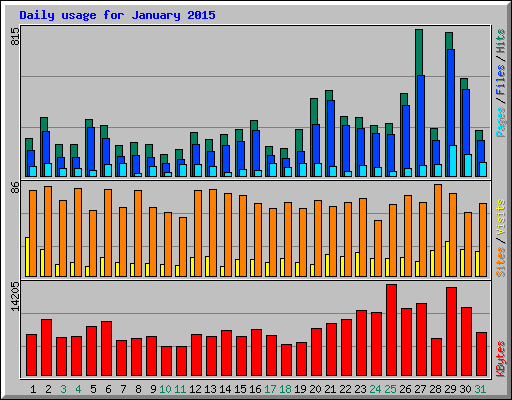 Daily usage for January 2015
815
Pages / Files / Hits
86
Sites / Visits
14205
KBytes
1 2 3 4 5 6 7 8 9 10 11 12 13 14 15 16 17 18 19 20 21 22 23 24 25 26 27 28 29 30 31